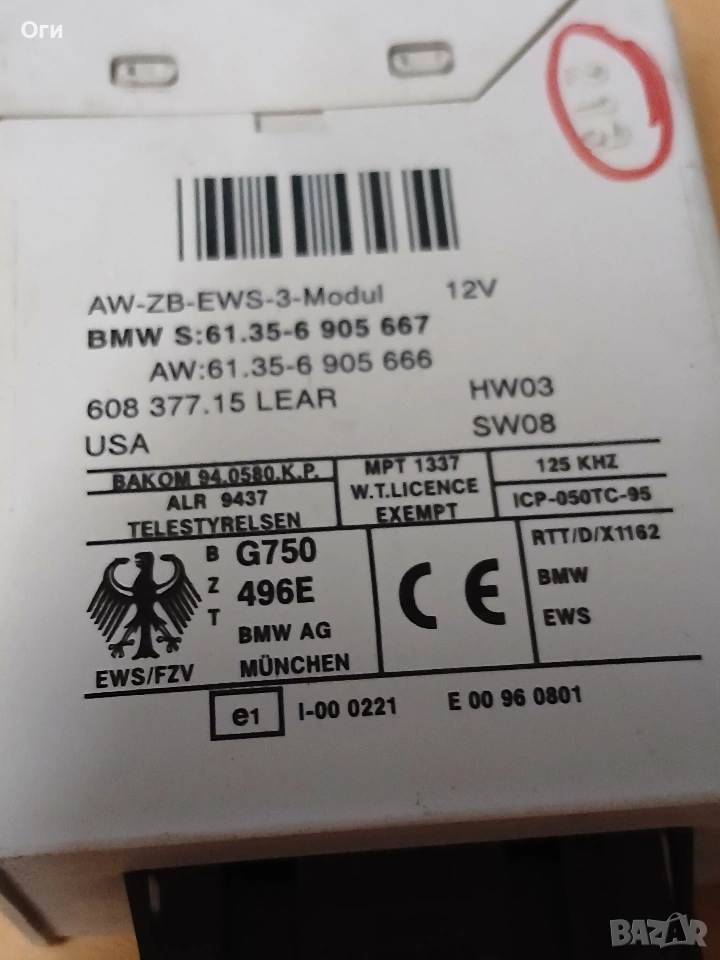 Оги
213
AW-ZB-EWS-3-Modul 12V
BMW S:61.35-6 905 667
AW:61.35-6 905 666
608 377.15 LEAR HW03
USA SW08
BAKOM 94.0580.K.P.
ALR 9437
TELESTYRELSEN
MPT 1337
W.T.LICENCE
EXEMPT
125 KHZ
ICP-050TC-95
EWS/FZV
B G750
Z 496E
T BMW AG
MÜNCHEN
CE
RTT/D/X1162
BMW
EWS
e1 I-00 0221 E 00 96 0801
BAZAR